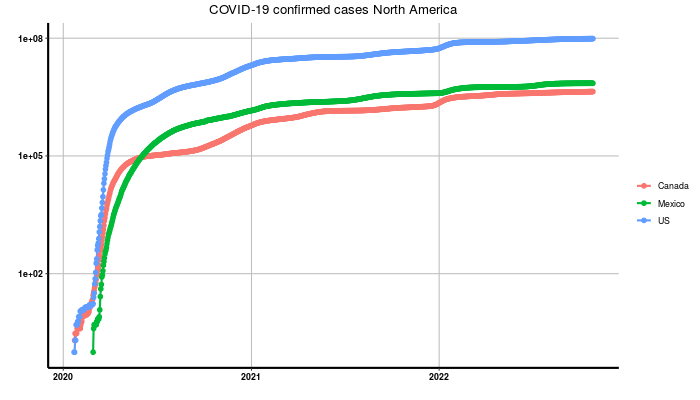 COVID-19 confirmed cases North America
1e+08
1e+05
1e+02
2020
2021
2022
Canada
Mexico
US